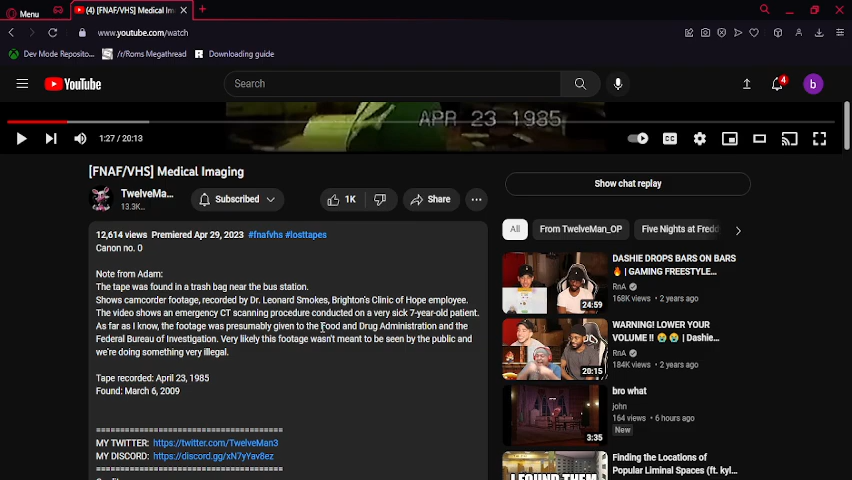 Menu
(4) [FNAF/VHS] Medical Im
www.youtube.com/watch
Dev Mode Reposito...
/r/Roms Megathread
Downloading guide
YouTube
Search
4
b
APR 23 1985
1:27 / 20:13
CC
[FNAF/VHS] Medical Imaging
TwelveMa...
13.3K...
Subscribed
1K
Share
Show chat replay
12,614 views Premiered Apr 29, 2023 #fnafvhs #losttapes
Canon no. 0
Note from Adam:
The tape was found in a trash bag near the bus station.
Shows camcorder footage, recorded by Dr. Leonard Smokes, Brighton's Clinic of Hope employee.
The video shows an emergency CT scanning procedure conducted on a very sick 7-year-old patient.
As far as I know, the footage was presumably given to the Food and Drug Administration and the
Federal Bureau of Investigation. Very likely this footage wasn't meant to be seen by the public and
we're doing something very illegal.
Tape recorded: April 23, 1985
Found: March 6, 2009
====================================
MY TWITTER: https://twitter.com/TwelveMan3
MY DISCORD: https://discord.gg/xN7yYav8ez
====================================
All
From TwelveMan_OP
Five Nights at Fredd
DASHIE DROPS BARS ON BARS
🔥 | GAMING FREESTYLE...
RnA
168K views • 2 years ago
24:59
WARNING! LOWER YOUR
VOLUME !! 😭😭 | Dashie...
RnA
184K views • 2 years ago
20:15
bro what
john
164 views • 6 hours ago
New
3:35
Finding the Locations of
Popular Liminal Spaces (ft. kyl...
I FOUND THEM